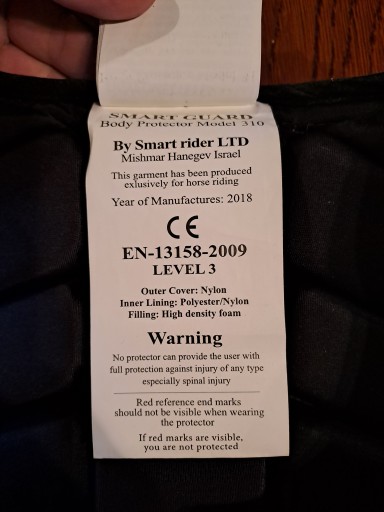 SMART GUARD
Body Protector Model 310
By Smart rider LTD
Mishmar Hanegev Israel
This garment has been produced
exlusively for horse riding
Year of Manufactures: 2018
CE
EN-13158-2009
LEVEL 3
Outer Cover: Nylon
Inner Lining: Polyester/Nylon
Filling: High density foam
Warning
No protector can provide the user with
full protection against injury of any type
especially spinal injury
Red reference end marks
should not be visible when wearing
the protector
If red marks are visible,
you are not protected